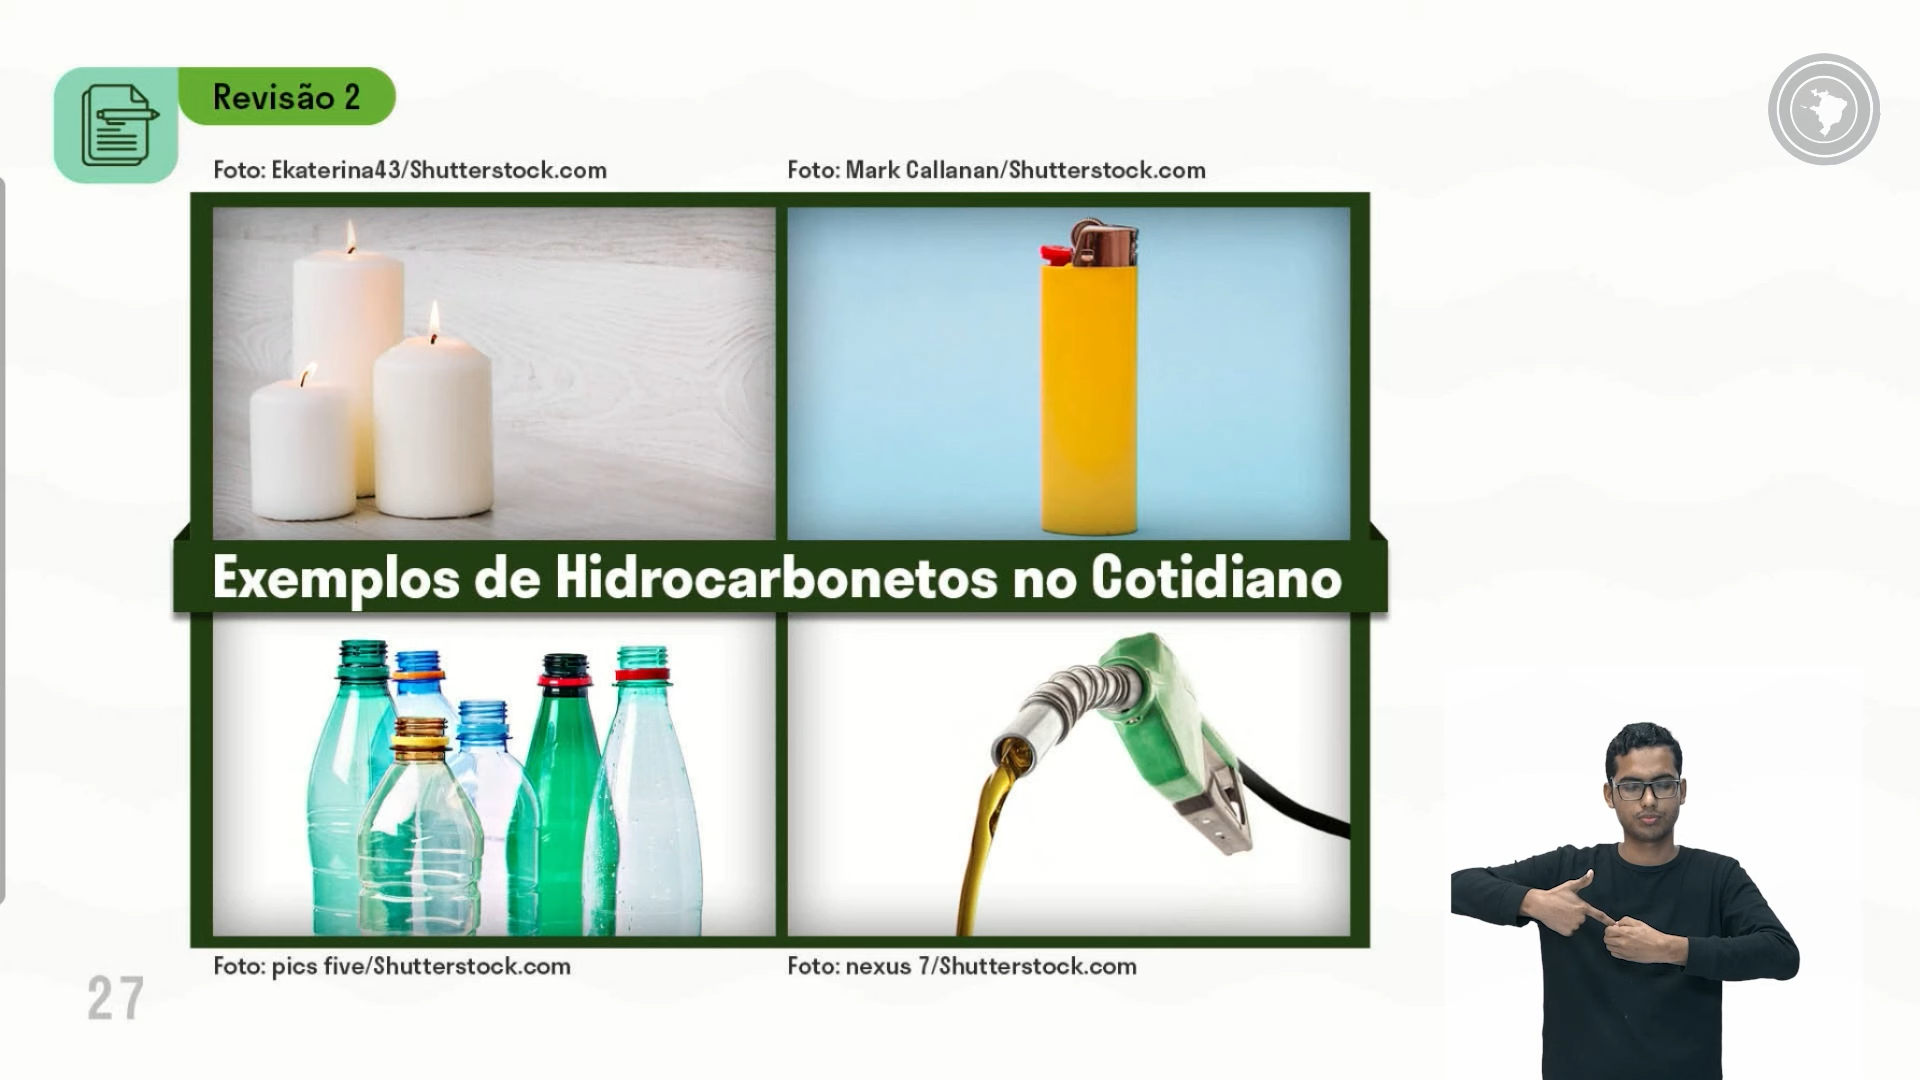 Revisão 2
Foto: Ekaterina43/Shutterstock.com
Foto: Mark Callanan/Shutterstock.com
Exemplos de Hidrocarbonetos no Cotidiano
Foto: pics five/Shutterstock.com
Foto: nexus 7/Shutterstock.com
27